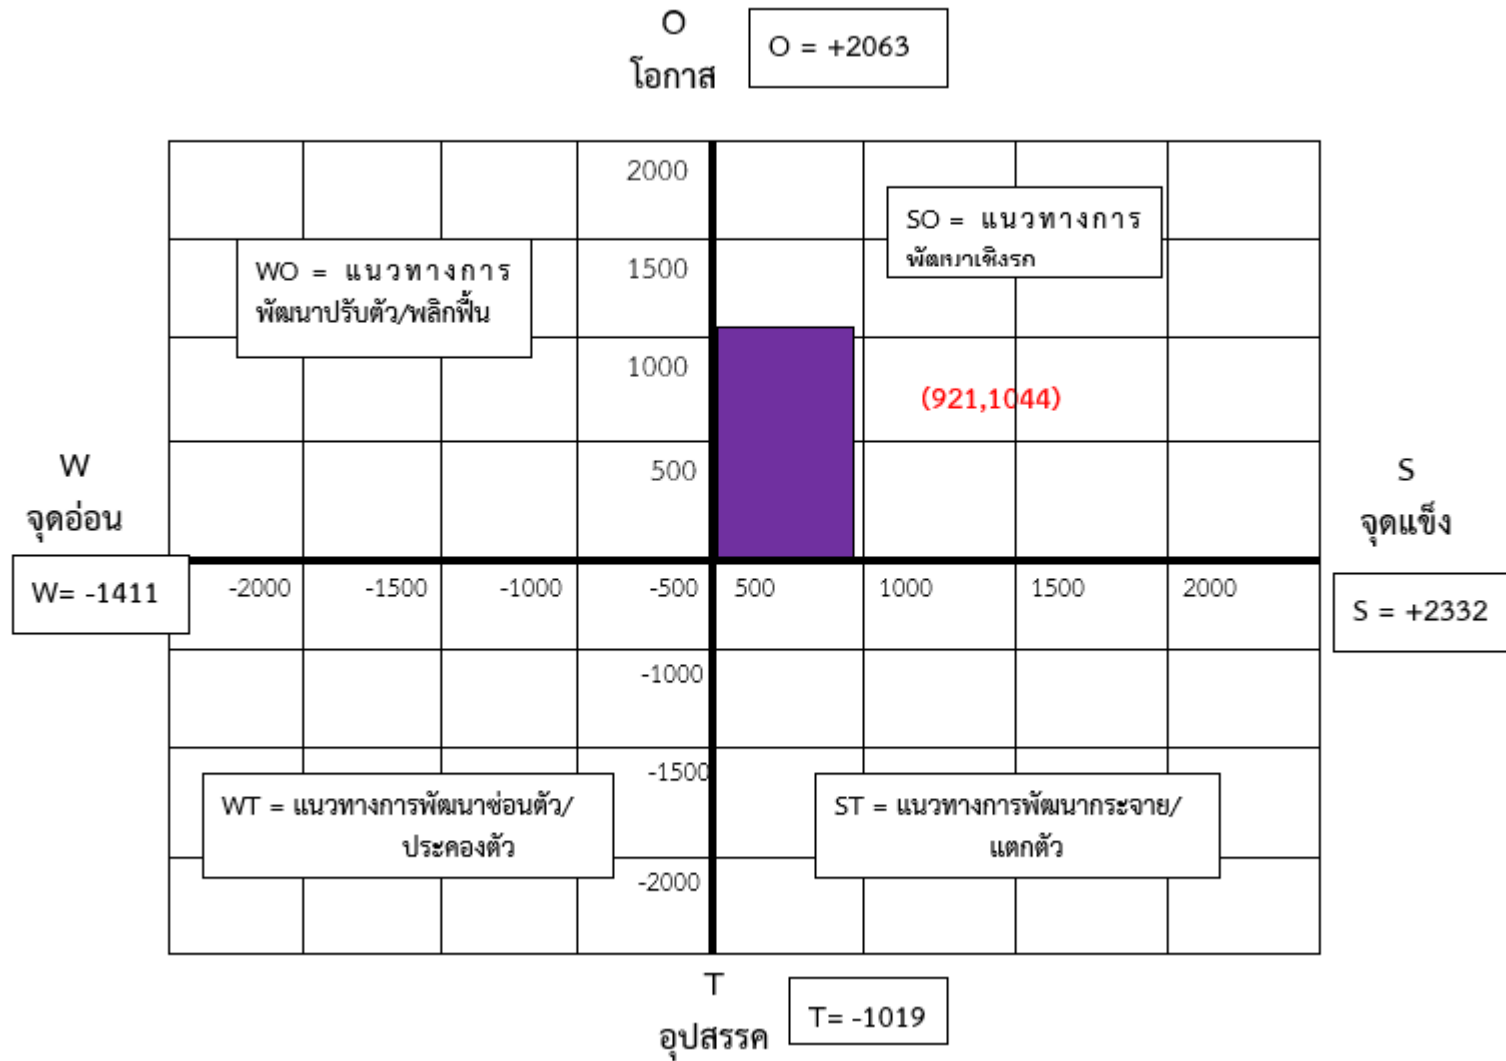 O
โอกาส
O = +2063
2000
SO = แนวทางการ
พัฒนาเชิงรุก
WO = แนวทางการ
พัฒนาปรับตัว/พลิกฟื้น
1500
1000
(921,1044)
500
W
จุดอ่อน
W= -1411
S
จุดแข็ง
S = +2332
-2000 -1500 -1000 -500 500 1000 1500 2000
-1000
-1500
WT = แนวทางการพัฒนาซ่อนตัว/
ประคองตัว
ST = แนวทางการพัฒนากระจาย/
แตกตัว
-2000
T
อุปสรรค
T= -1019